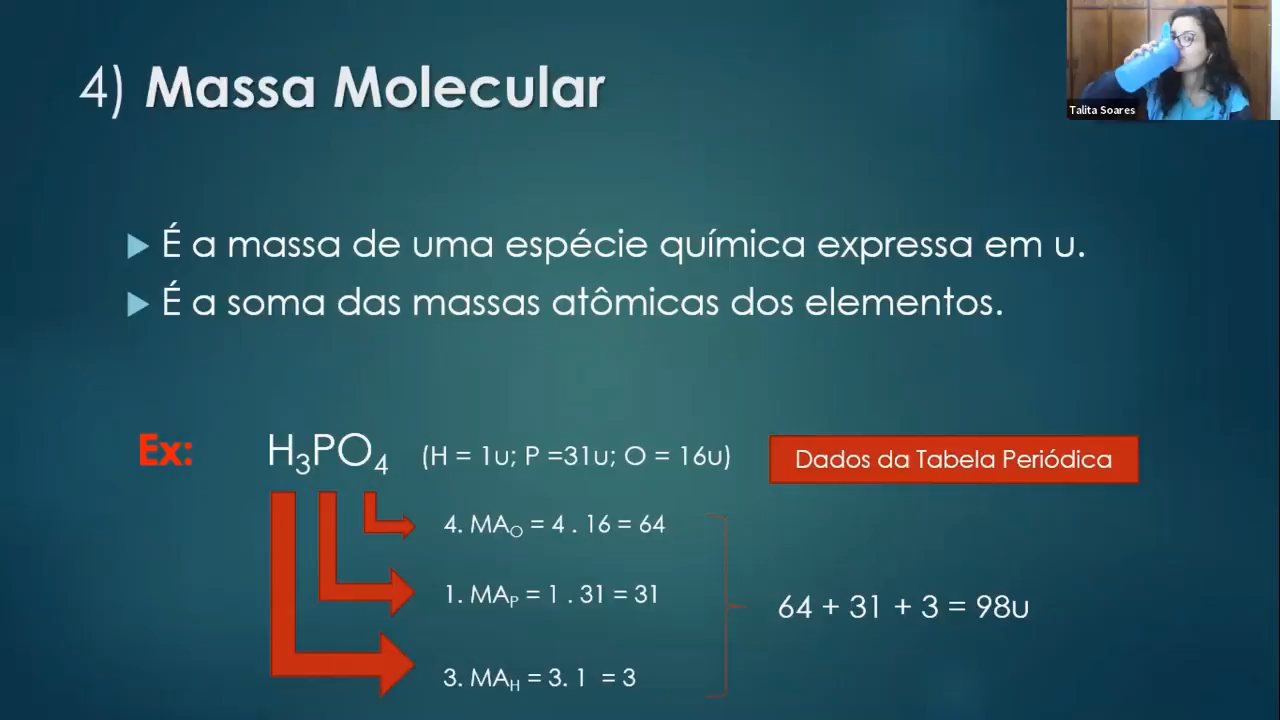 4) Massa Molecular
Talita Soares
É a massa de uma espécie química expressa em u.
É a soma das massas atômicas dos elementos.
Ex: H₃PO₄ (H = 1u; P =31u; O = 16u) Dados da Tabela Periódica
4. MA_O = 4 . 16 = 64
1. MA_P = 1 . 31 = 31
64 + 31 + 3 = 98u
3. MA_H = 3. 1 = 3